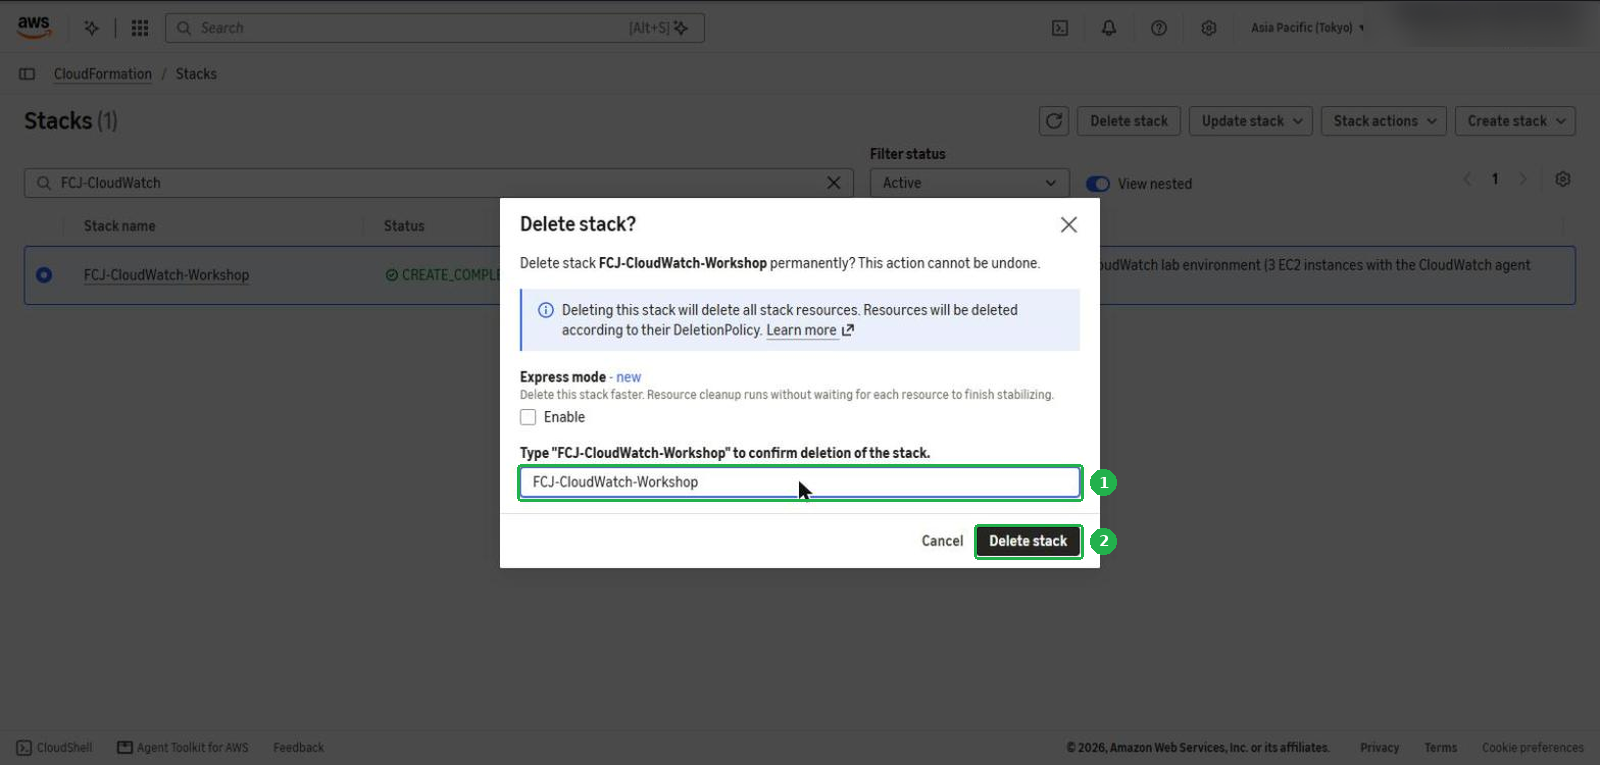 aws
Search
[Alt+S]
Asia Pacific (Tokyo)
CloudFormation / Stacks
Stacks (1)
Delete stack
Update stack
Stack actions
Create stack
Filter status
FCJ-CloudWatch
Active
View nested
1
Stack name
Status
FCJ-CloudWatch-Workshop
CREATE_COMPLE
oudWatch lab environment (3 EC2 instances with the CloudWatch agent
Delete stack?
Delete stack FCJ-CloudWatch-Workshop permanently? This action cannot be undone.
Deleting this stack will delete all stack resources. Resources will be deleted
according to their DeletionPolicy. Learn more
Express mode - new
Delete this stack faster. Resource cleanup runs without waiting for each resource to finish stabilizing.
Enable
Type "FCJ-CloudWatch-Workshop" to confirm deletion of the stack.
FCJ-CloudWatch-Workshop
1
Cancel
Delete stack
2
CloudShell
Agent Toolkit for AWS
Feedback
© 2026, Amazon Web Services, Inc. or its affiliates.
Privacy
Terms
Cookie preferences